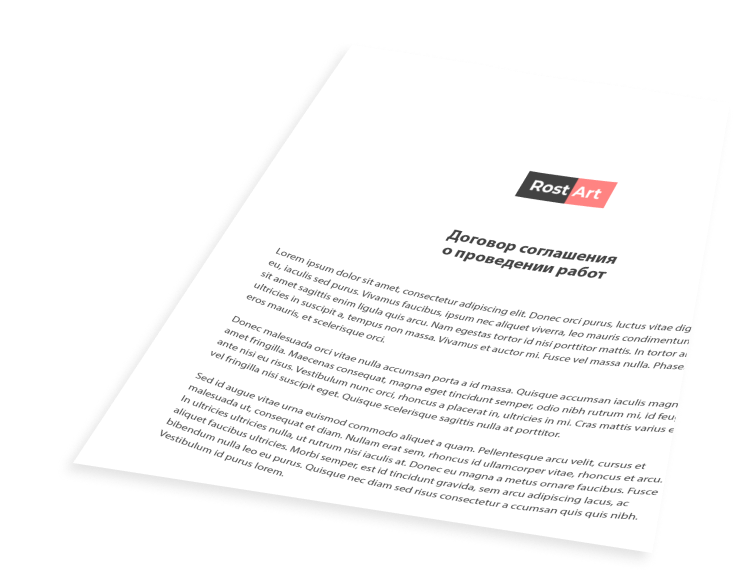 Rost Art
Договор соглашения
о проведении работ
Lorem ipsum dolor sit amet, consectetur adipiscing elit. Donec orci purus, luctus vitae dig
eu, iaculis sed purus. Vivamus faucibus, ipsum nec aliquet viverra, leo mauris condimentun
sit amet sagittis enim ligula quis arcu. Nam egestas tortor id nisi porttitor mattis. In tortor
ultricies in suscipit a, tempus non massa. Vivamus et auctor mi. Fusce vel massa nulla. Phase
eros mauris, et scelerisque orci.
Donec malesuada orci vitae nulla accumsan porta a id massa. Quisque accumsan iaculis magn
amet fringilla. Maecenas consequat, magna eget tincidunt semper, odio nibh rutrum mi, id feu
ante nisi eu risus. Vestibulum nunc orci, rhoncus a placerat in, ultricies in mi. Cras mattis varius e
vel fringilla nisi suscipit eget. Quisque scelerisque sagittis nulla at porttitor.
Sed id augue vitae urna euismod commodo aliquet a quam. Pellentesque arcu velit, cursus et
malesuada ut, consequat et diam. Nullam erat sem, rhoncus id ullamcorper vitae, rhoncus et arcu.
In ultricies ultricies nulla, ut rutrum nisi iaculis at. Donec eu magna a metus ornare faucibus. Fusce
aliquet faucibus ultricies. Morbi semper, est id tincidunt gravida, sem arcu adipiscing lacus, ac
bibendum nulla leo eu purus. Quisque nec diam sed risus consectetur a ccumsan quis quis nibh.
Vestibulum id purus lorem.